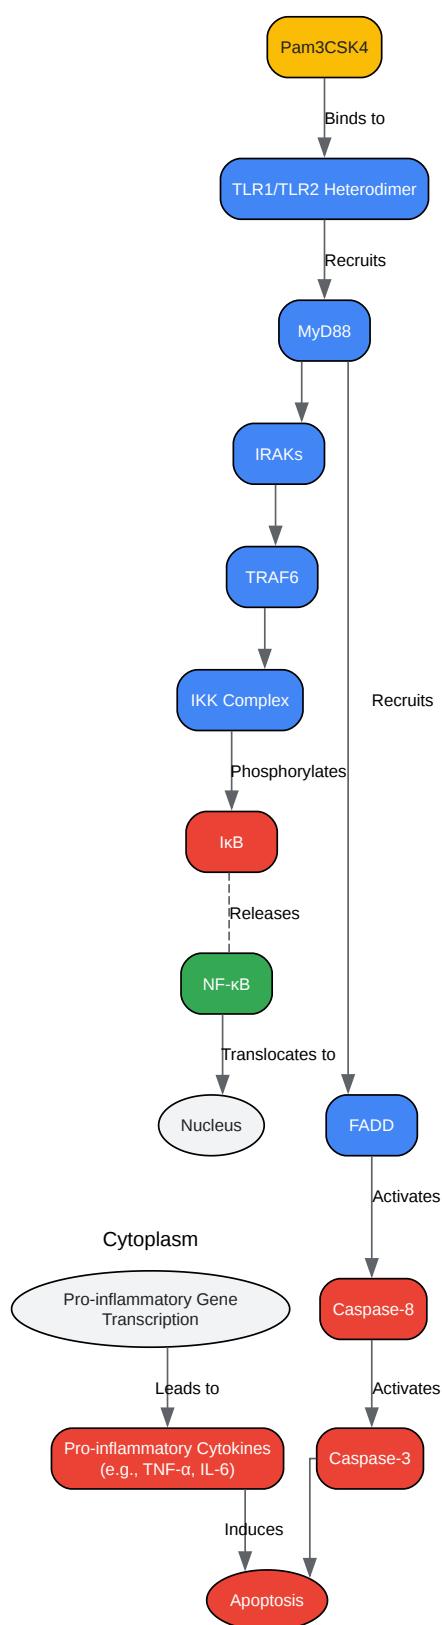 Pam3CSK4
Binds to
TLR1/TLR2 Heterodimer
Recruits
MyD88
IRAKs
TRAF6
IKK Complex
Recruits
Phosphorylates
IκB
Releases
NF-κB
Translocates to
Nucleus
FADD
Activates
Cytoplasm
Pro-inflammatory Gene
Transcription
Caspase-8
Leads to
Activates
Pro-inflammatory Cytokines
(e.g., TNF-α, IL-6)
Caspase-3
Induces
Apoptosis